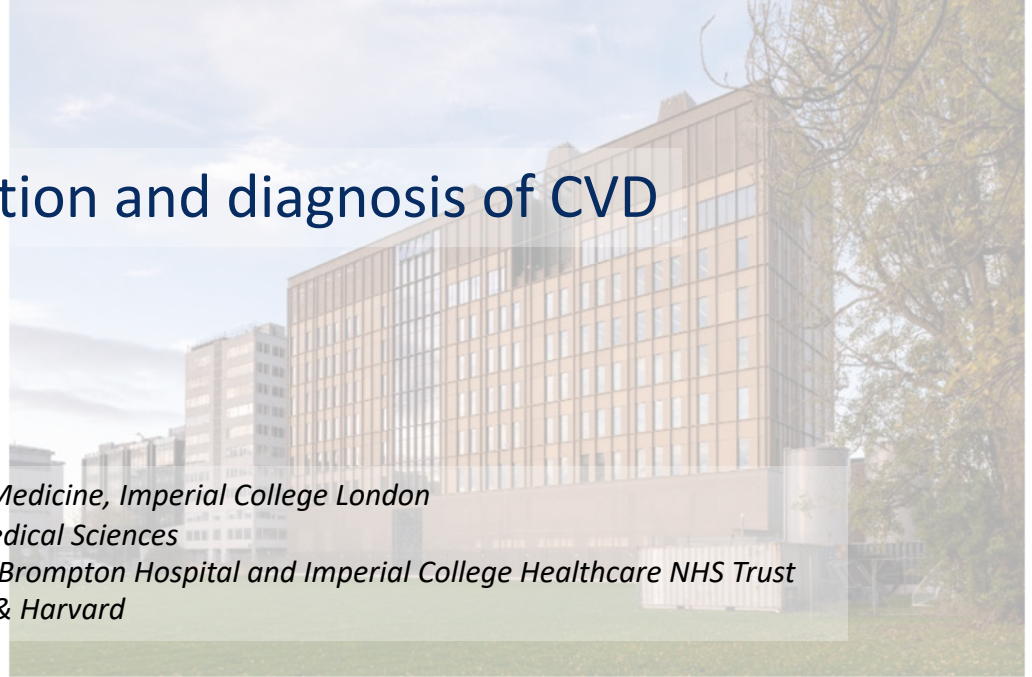 tion and diagnosis of CVD
Medicine, Imperial College London
edical Sciences
Brompton Hospital and Imperial College Healthcare NHS Trust
& Harvard